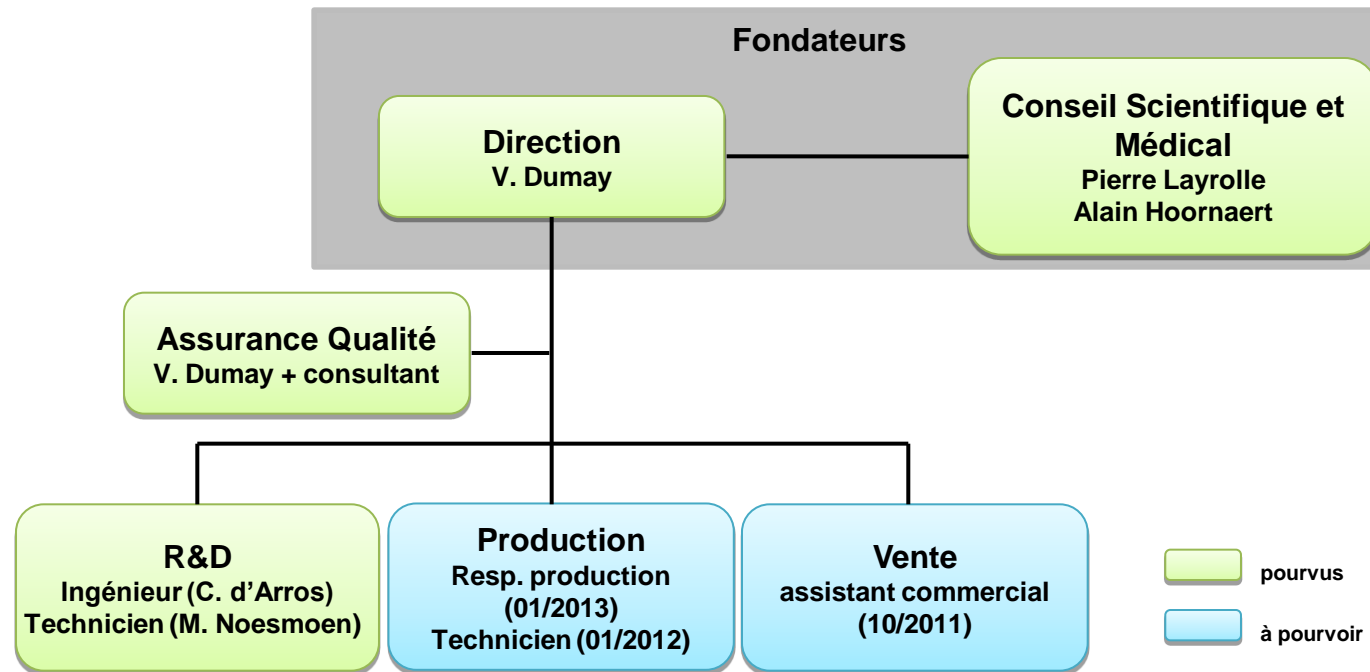 Fondateurs
Direction
V. Dumay
Conseil Scientifique et
Médical
Pierre Layrolle
Alain Hoornaert
Assurance Qualité
V. Dumay + consultant
R&D
Ingénieur (C. d’Arros)
Technicien (M. Noesmoen)
Production
Resp. production
(01/2013)
Technicien (01/2012)
Vente
assistant commercial
(10/2011)
pourvus
à pourvoir